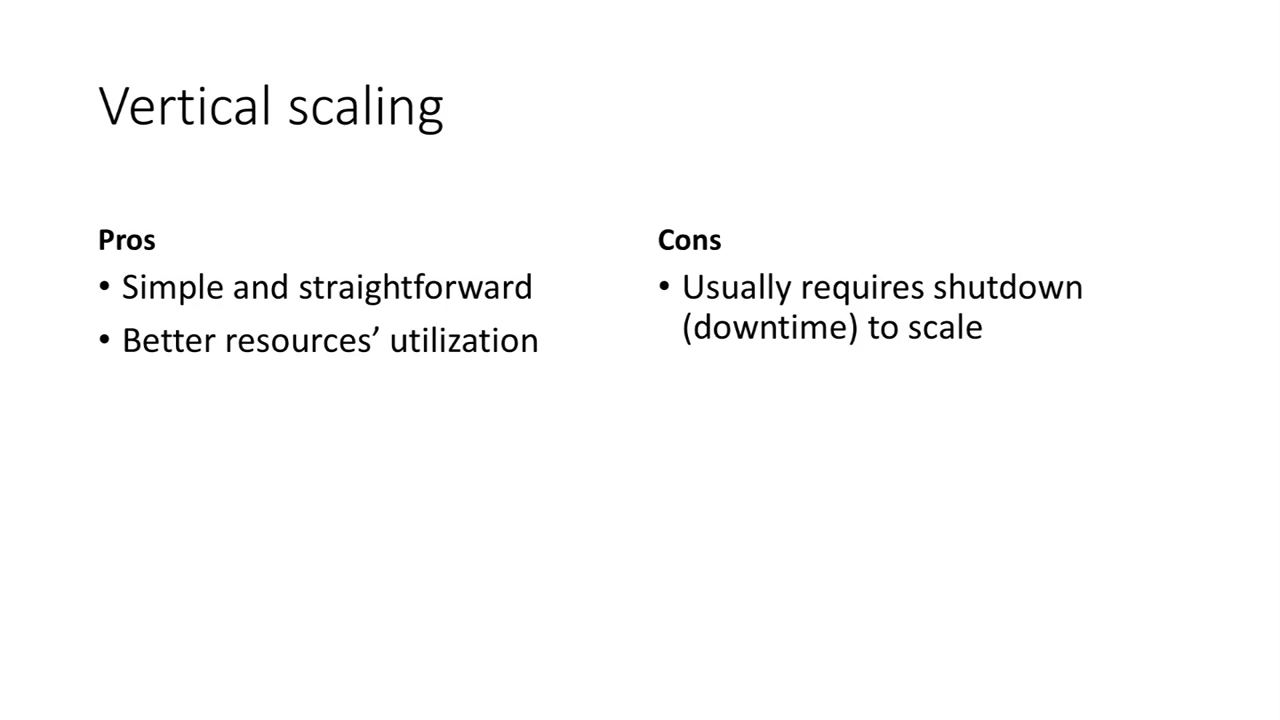 Vertical scaling
Pros
• Simple and straightforward
• Better resources’ utilization
Cons
• Usually requires shutdown
(downtime) to scale